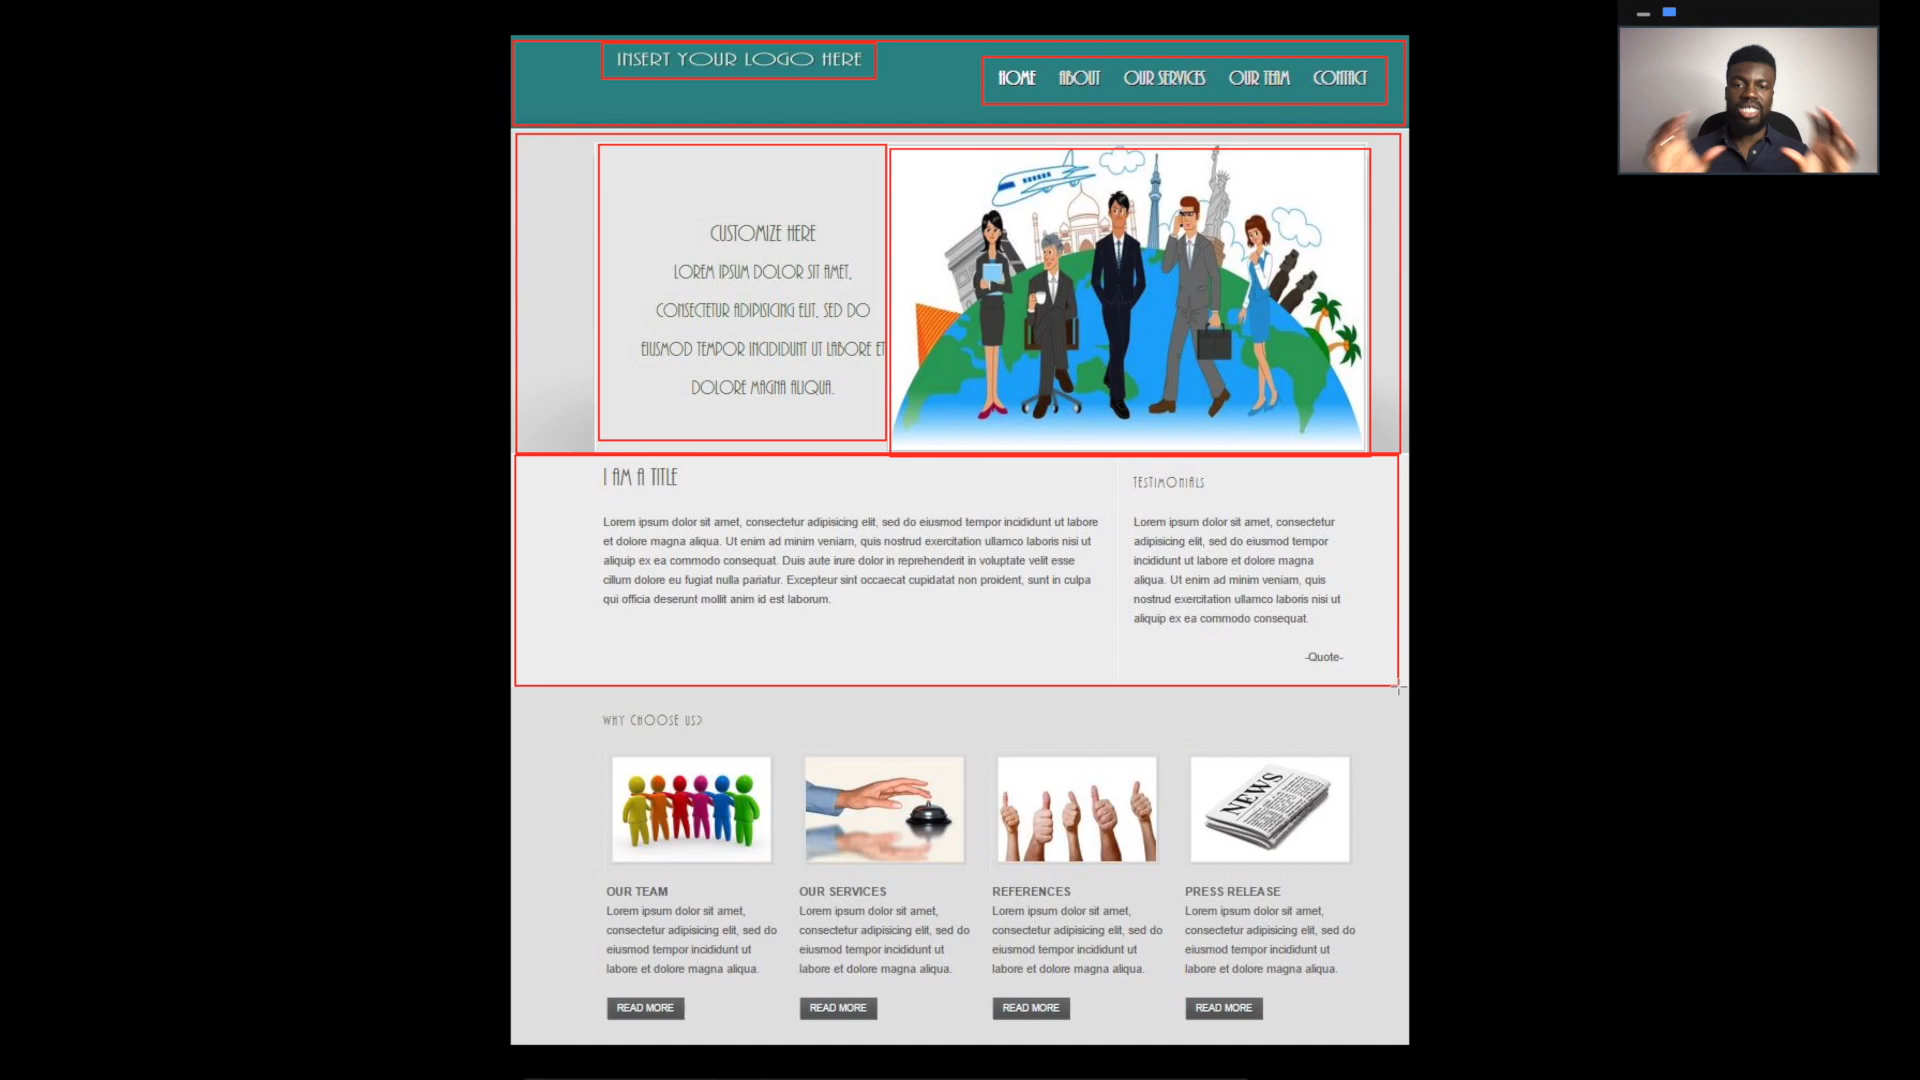 INSERT YOUR LOGO HERE
HOME ABOUT OUR SERVICES OUR TEAM CONTACT
CUSTOMIZE HERE
LOREM IPSUM DOLOR SIT AMET,
CONSECTETUR ADIPISICING ELIT, SED DO
EIUSMOD TEMPOR INCIDIDUNT UT LABORE ET
DOLORE MAGNA ALIQUA.
I AM A TITLE
Lorem ipsum dolor sit amet, consectetur adipisicing elit, sed do eiusmod tempor incididunt ut labore
et dolore magna aliqua. Ut enim ad minim veniam, quis nostrud exercitation ullamco laboris nisi ut
aliquip ex ea commodo consequat. Duis aute irure dolor in reprehenderit in voluptate velit esse
cillum dolore eu fugiat nulla pariatur. Excepteur sint occaecat cupidatat non proident, sunt in culpa
qui officia deserunt mollit anim id est laborum.
TESTIMONIALS
Lorem ipsum dolor sit amet, consectetur
adipisicing elit, sed do eiusmod tempor
incididunt ut labore et dolore magna
aliqua. Ut enim ad minim veniam, quis
nostrud exercitation ullamco laboris nisi ut
aliquip ex ea commodo consequat.
-Quote-
WHY CHOOSE US?
NEWS
OUR TEAM
Lorem ipsum dolor sit amet,
consectetur adipisicing elit, sed do
eiusmod tempor incididunt ut
labore et dolore magna aliqua.
READ MORE
OUR SERVICES
Lorem ipsum dolor sit amet,
consectetur adipisicing elit, sed do
eiusmod tempor incididunt ut
labore et dolore magna aliqua.
READ MORE
REFERENCES
Lorem ipsum dolor sit amet,
consectetur adipisicing elit, sed do
eiusmod tempor incididunt ut
labore et dolore magna aliqua.
READ MORE
PRESS RELEASE
Lorem ipsum dolor sit amet,
consectetur adipisicing elit, sed do
eiusmod tempor incididunt ut
labore et dolore magna aliqua.
READ MORE